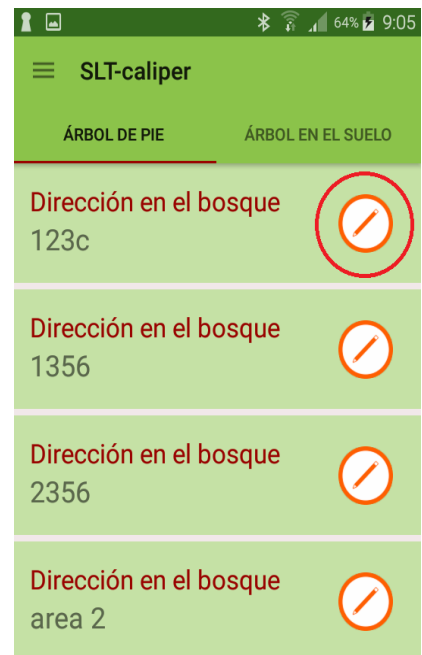 64% 9:05
SLT-caliper
ÁRBOL DE PIE ÁRBOL EN EL SUELO
Dirección en el bosque
123c
Dirección en el bosque
1356
Dirección en el bosque
2356
Dirección en el bosque
area 2